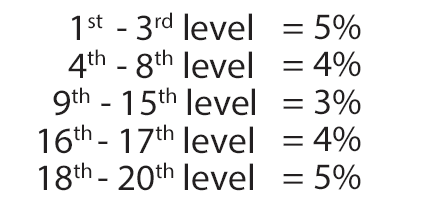 1st - 3rd level = 5%
4th - 8th level = 4%
9th - 15th level = 3%
16th - 17th level = 4%
18th - 20th level = 5%